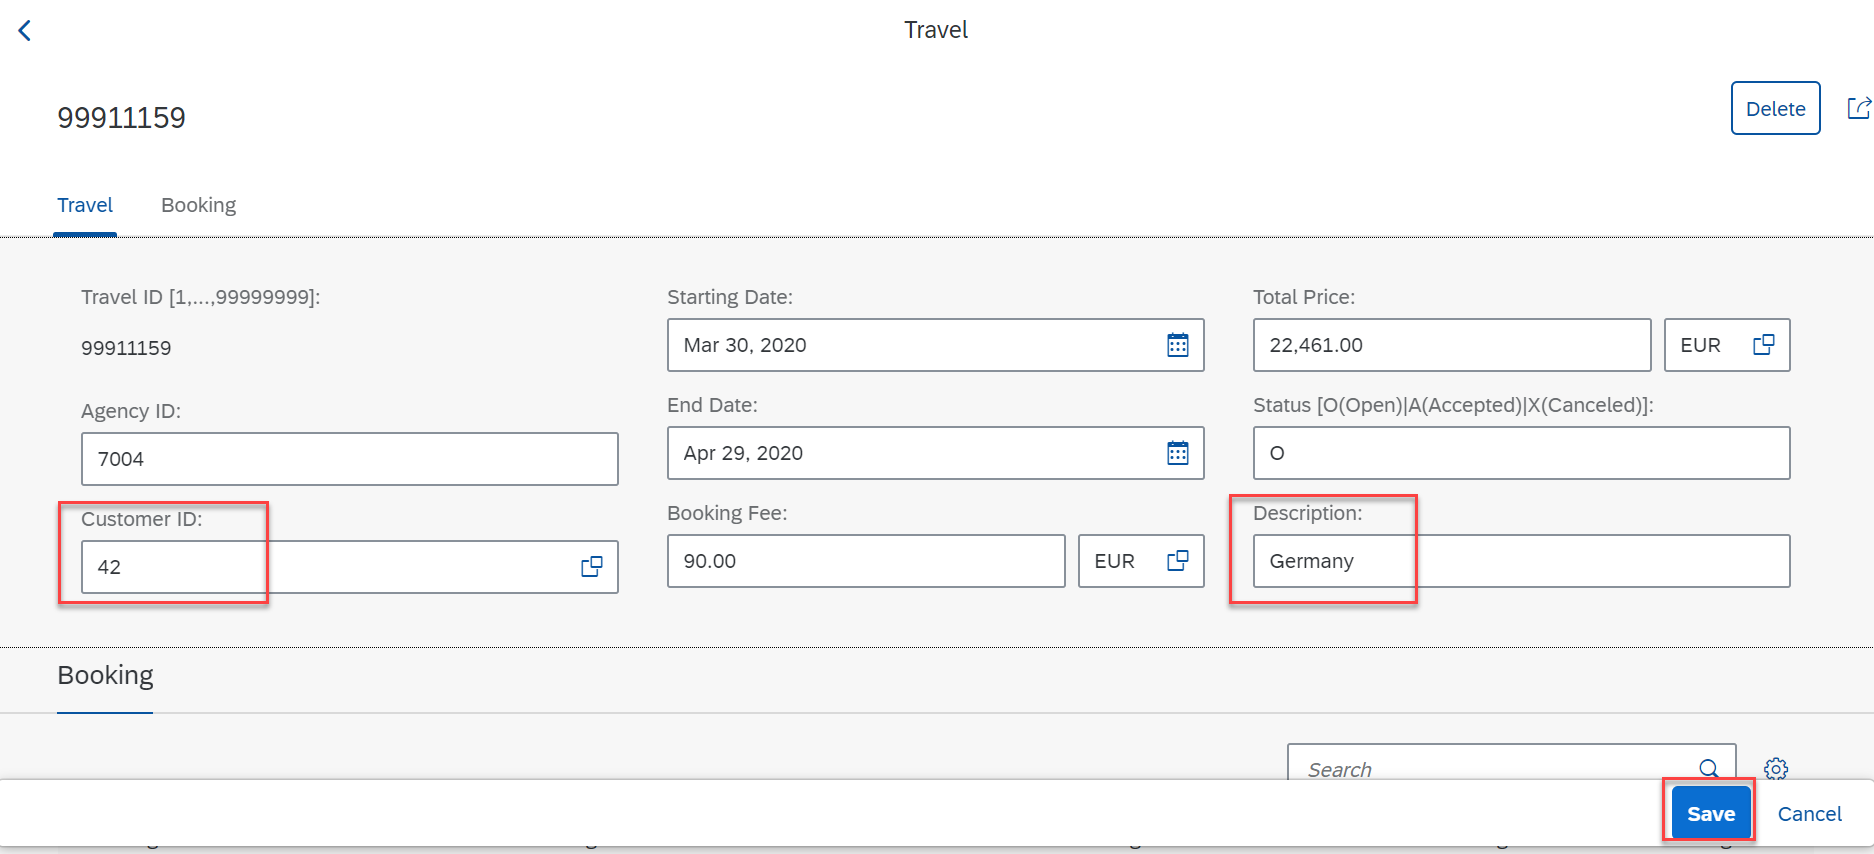 Travel
99911159
Delete
Travel
Booking
Travel ID [1,...,99999999]:
99911159
Agency ID:
7004
Customer ID:
42
Starting Date:
Mar 30, 2020
End Date:
Apr 29, 2020
Booking Fee:
90.00
EUR
Total Price:
22,461.00
EUR
Status [O(Open)|A(Accepted)|X(Canceled)]:
O
Description:
Germany
Booking
Search
Save
Cancel